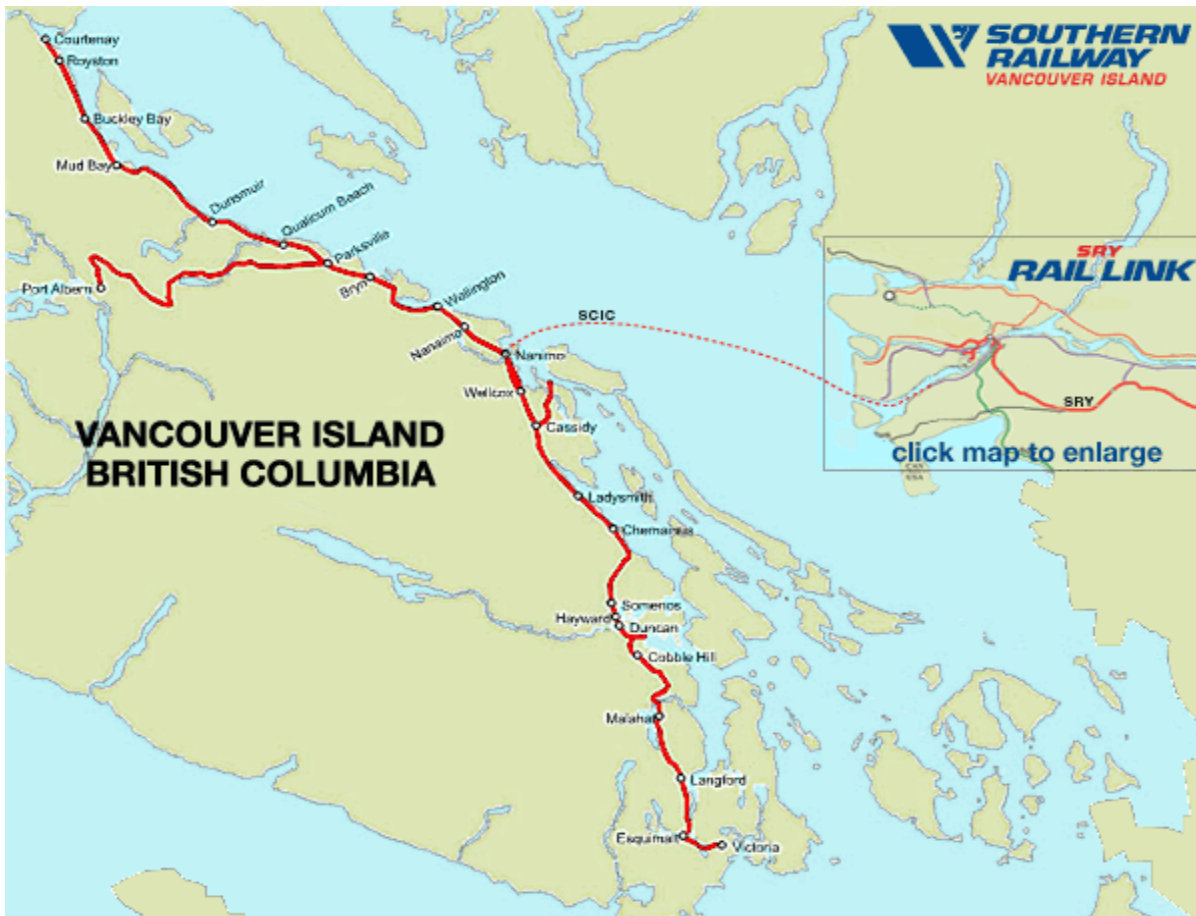 SOUTHERN
RAILWAY
VANCOUVER ISLAND
Courtenay
Royston
Buckley Bay
Mud Bay
Dunsmuir
Qualicum Beach
Parksville
Port Alberni
Bryn
Wellington
Nanaimo
Nanimo
SCIC
Wellcox
Cassidy
SRY
RAIL LINK
SRY
click map to enlarge
VANCOUVER ISLAND
BRITISH COLUMBIA
Ladysmith
Chemainus
Somenos
Hayward
Duncan
Cobble Hill
Malahat
Langford
Esquimalt
Victoria